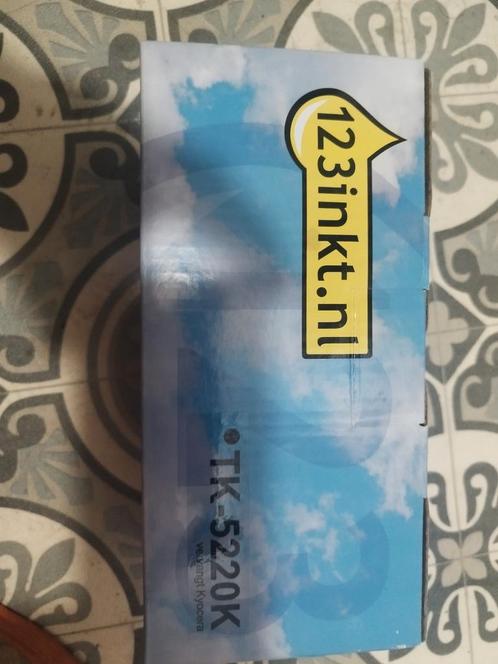 123inkt.nl
• TK-5220K
vervangt Kyocera